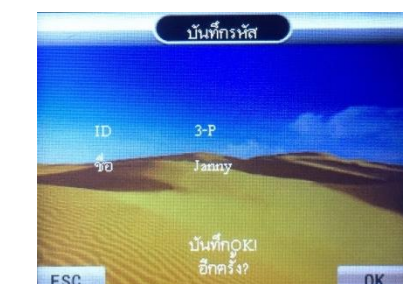 บันทึกรหัส
ID 3-P
ชื่อ Janny
บันทึกOK!
อีกครั้ง?
ESC OK